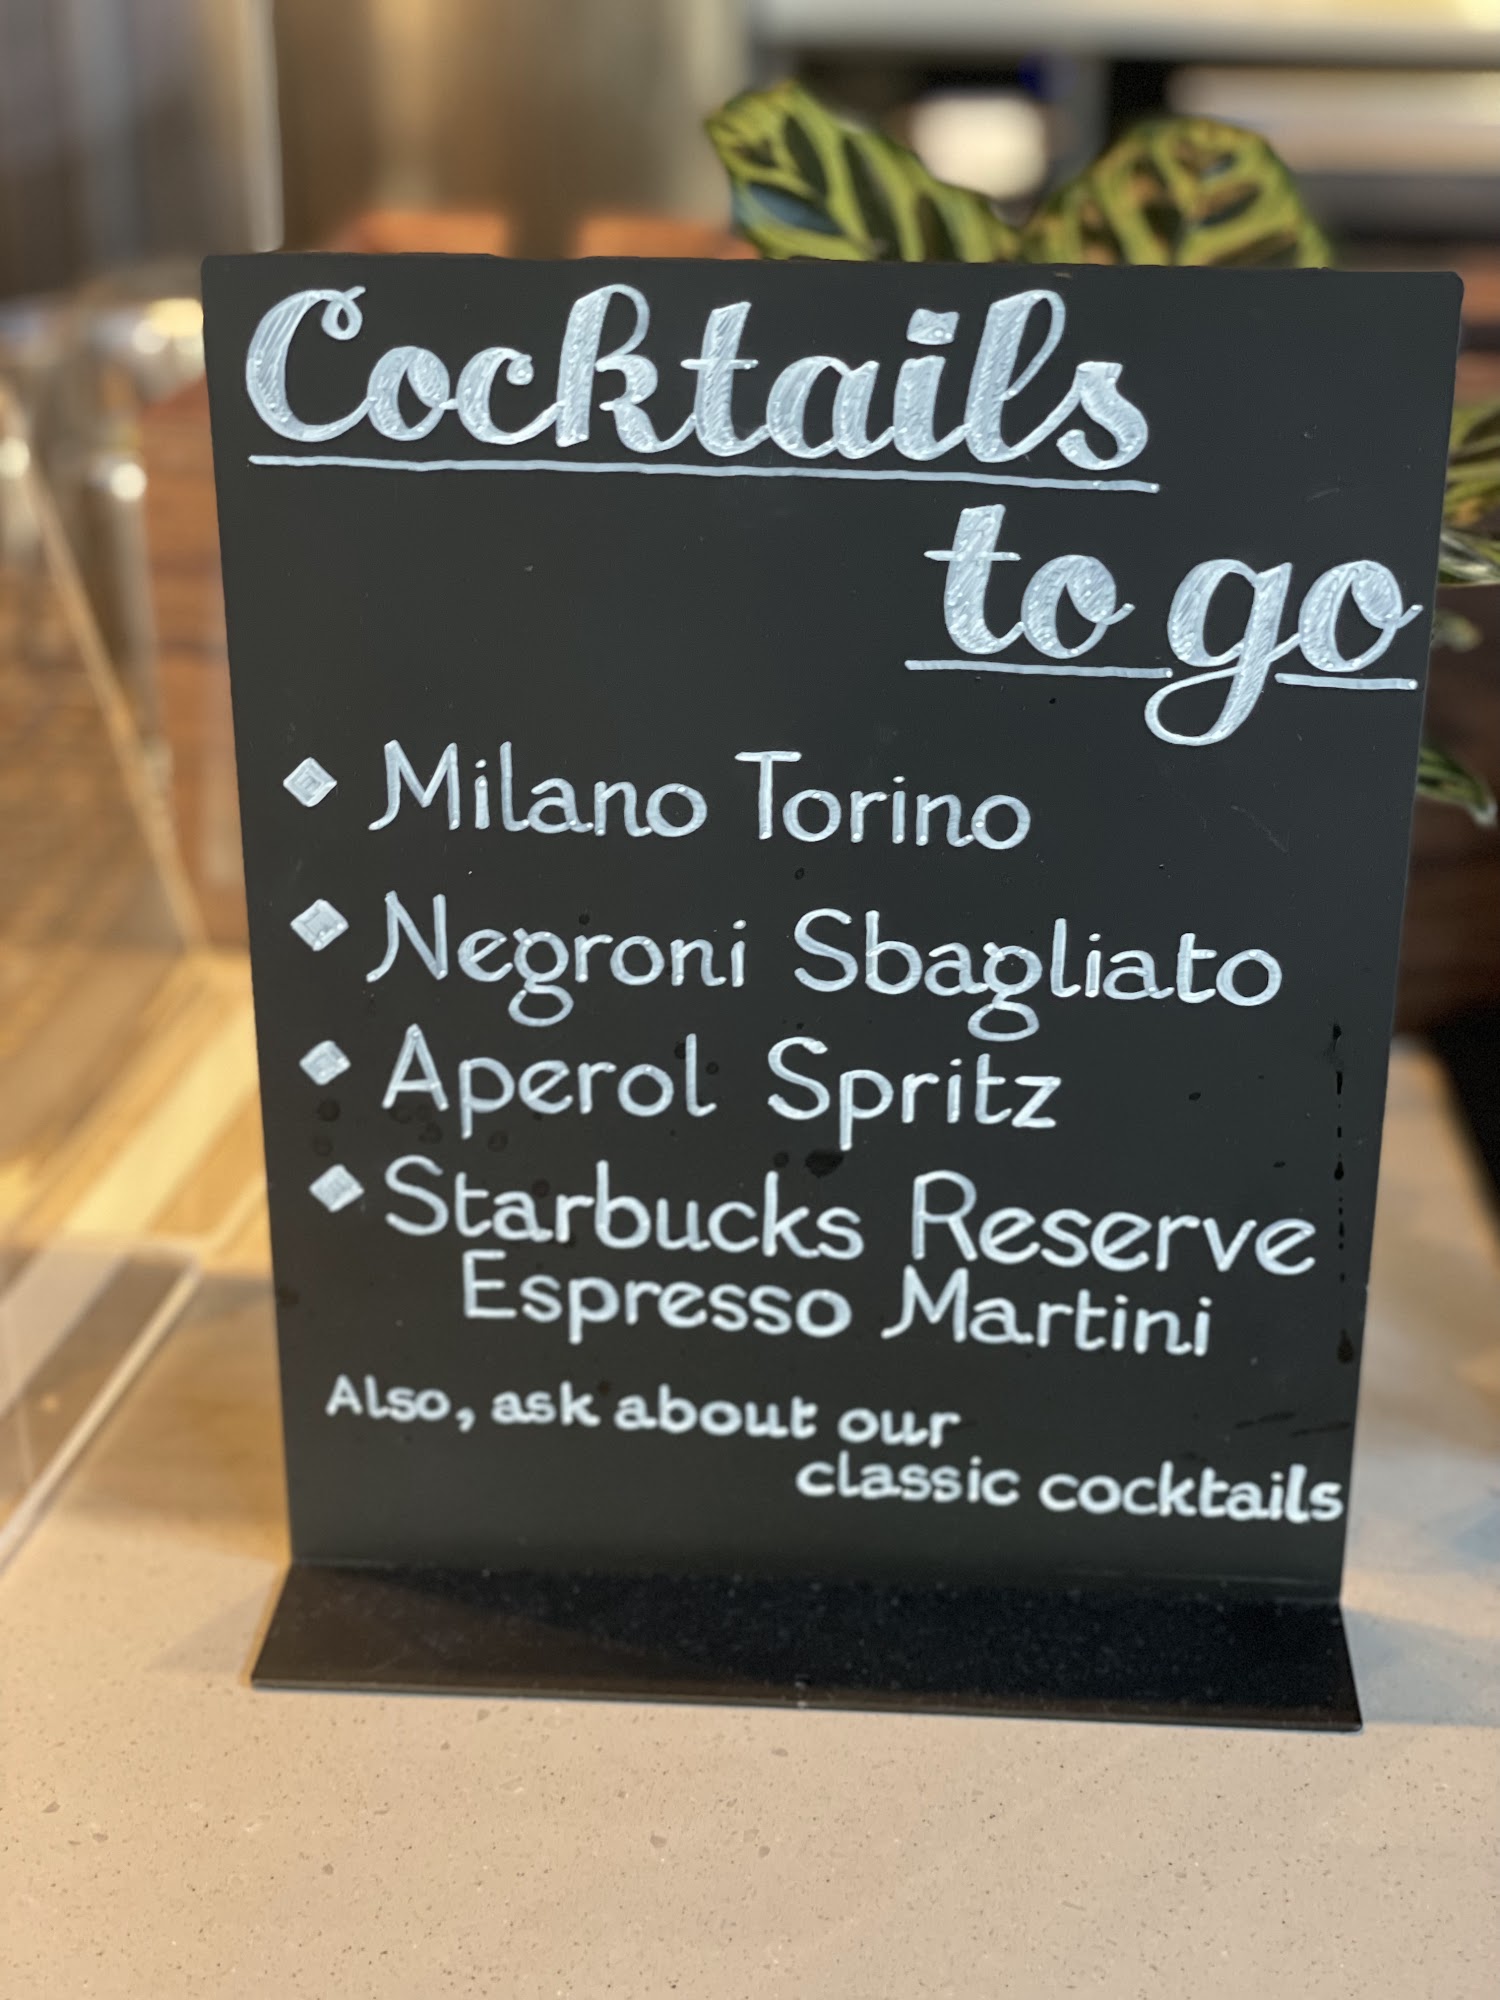 Cocktails
to go
Milano Torino
Negroni Sbagliato
Aperol Spritz
Starbucks Reserve
Espresso Martini
Also, ask about our
classic cocktails